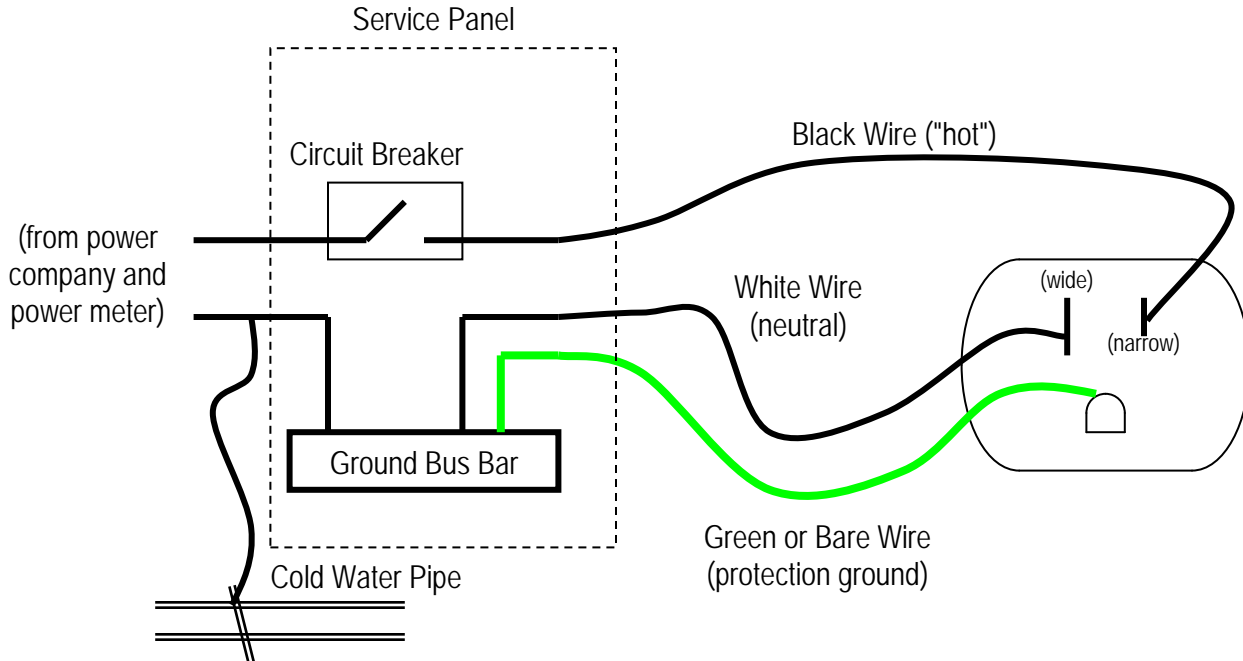 Service Panel
Black Wire ("hot")
Circuit Breaker
(from power
company and
power meter)
(wide)
White Wire
(neutral)
(narrow)
Ground Bus Bar
Green or Bare Wire
(protection ground)
Cold Water Pipe